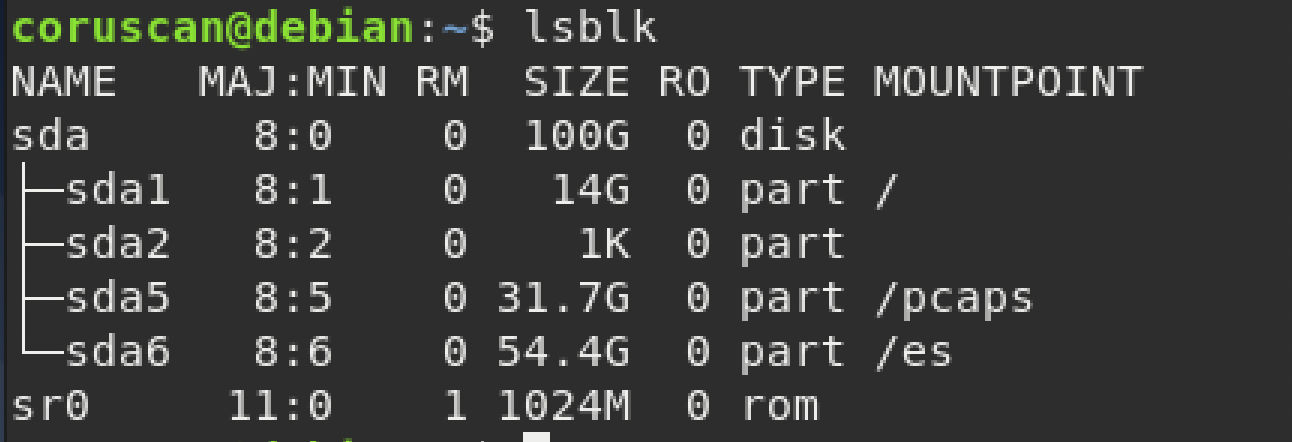 coruscan@debian:~$ lsblk
NAME   MAJ:MIN RM  SIZE RO TYPE MOUNTPOINT
sda      8:0    0  100G  0 disk
├─sda1   8:1    0   14G  0 part /
├─sda2   8:2    0    1K  0 part
├─sda5   8:5    0 31.7G  0 part /pcaps
└─sda6   8:6    0 54.4G  0 part /es
sr0     11:0    1 1024M  0 rom